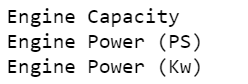 Engine Capacity
Engine Power (PS)
Engine Power (Kw)